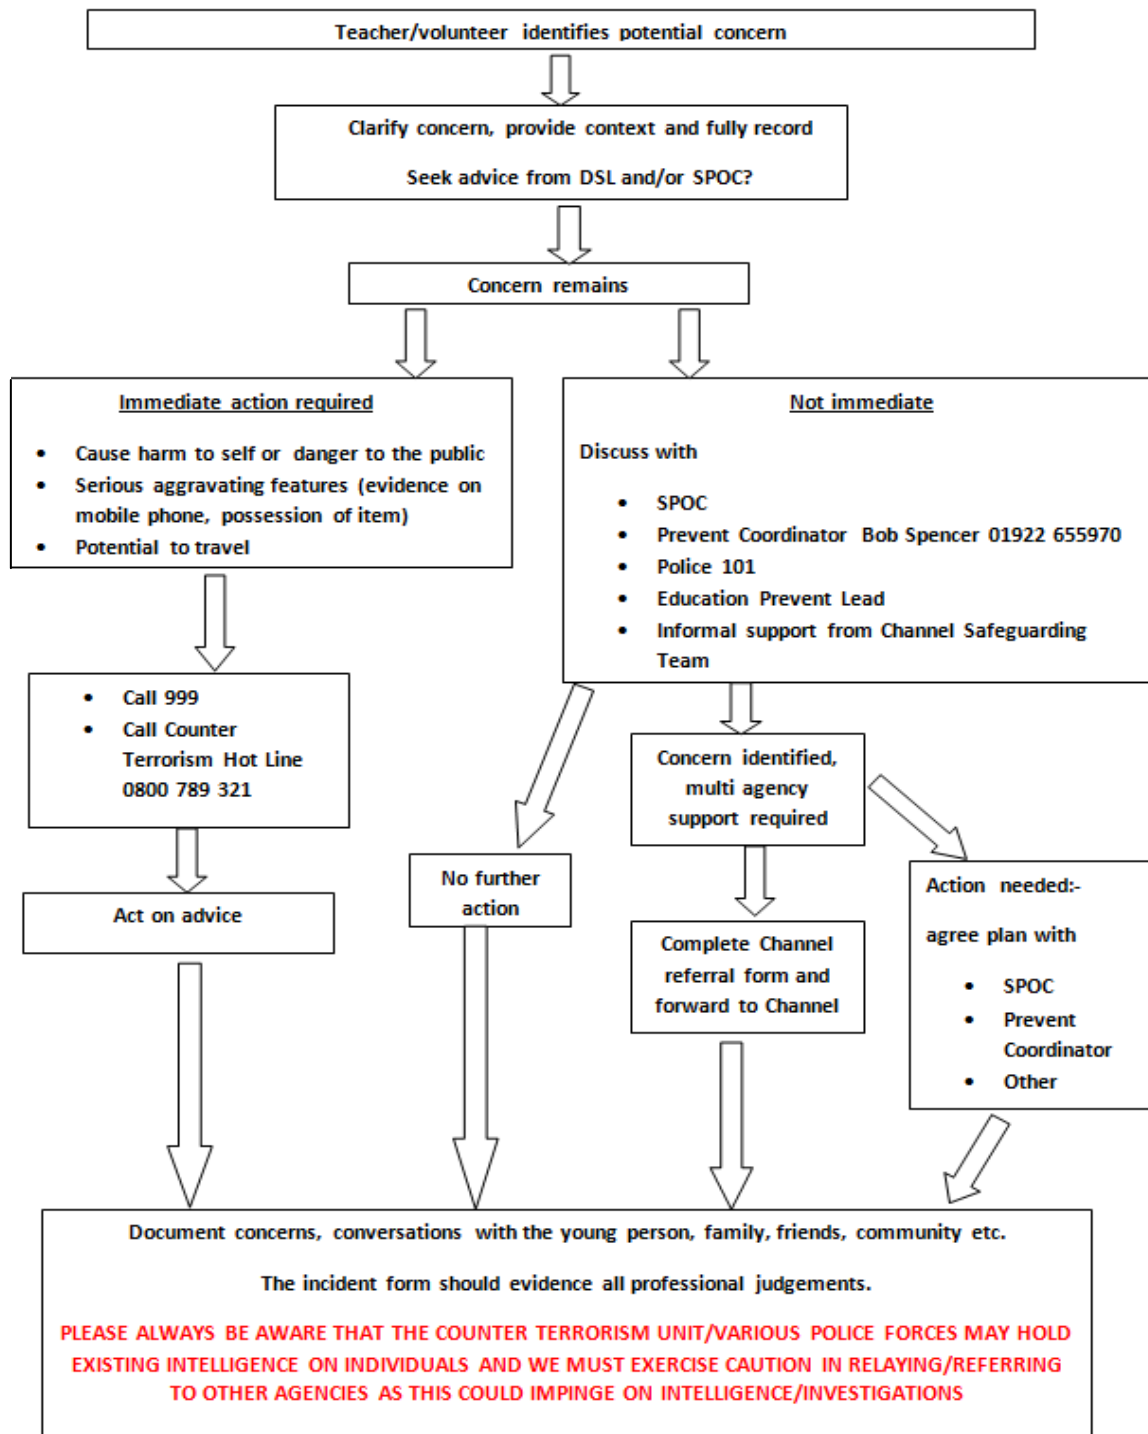 Teacher/volunteer identifies potential concern
Clarify concern, provide context and fully record
Seek advice from DSL and/or SPOC?
Concern remains
Immediate action required
• Cause harm to self or danger to the public
• Serious aggravating features (evidence on
mobile phone, possession of item)
• Potential to travel
Not immediate
Discuss with
• SPOC
• Prevent Coordinator Bob Spencer 01922 655970
• Police 101
• Education Prevent Lead
• Informal support from Channel Safeguarding
Team
• Call 999
• Call Counter
Terrorism Hot Line
0800 789 321
Concern identified,
multi agency
support required
No further
action
Action needed:-
agree plan with
• SPOC
• Prevent
Coordinator
• Other
Act on advice
Complete Channel
referral form and
forward to Channel
Document concerns, conversations with the young person, family, friends, community etc.
The incident form should evidence all professional judgements.
PLEASE ALWAYS BE AWARE THAT THE COUNTER TERRORISM UNIT/VARIOUS POLICE FORCES MAY HOLD
EXISTING INTELLIGENCE ON INDIVIDUALS AND WE MUST EXERCISE CAUTION IN RELAYING/REFERRING
TO OTHER AGENCIES AS THIS COULD IMPINGE ON INTELLIGENCE/INVESTIGATIONS